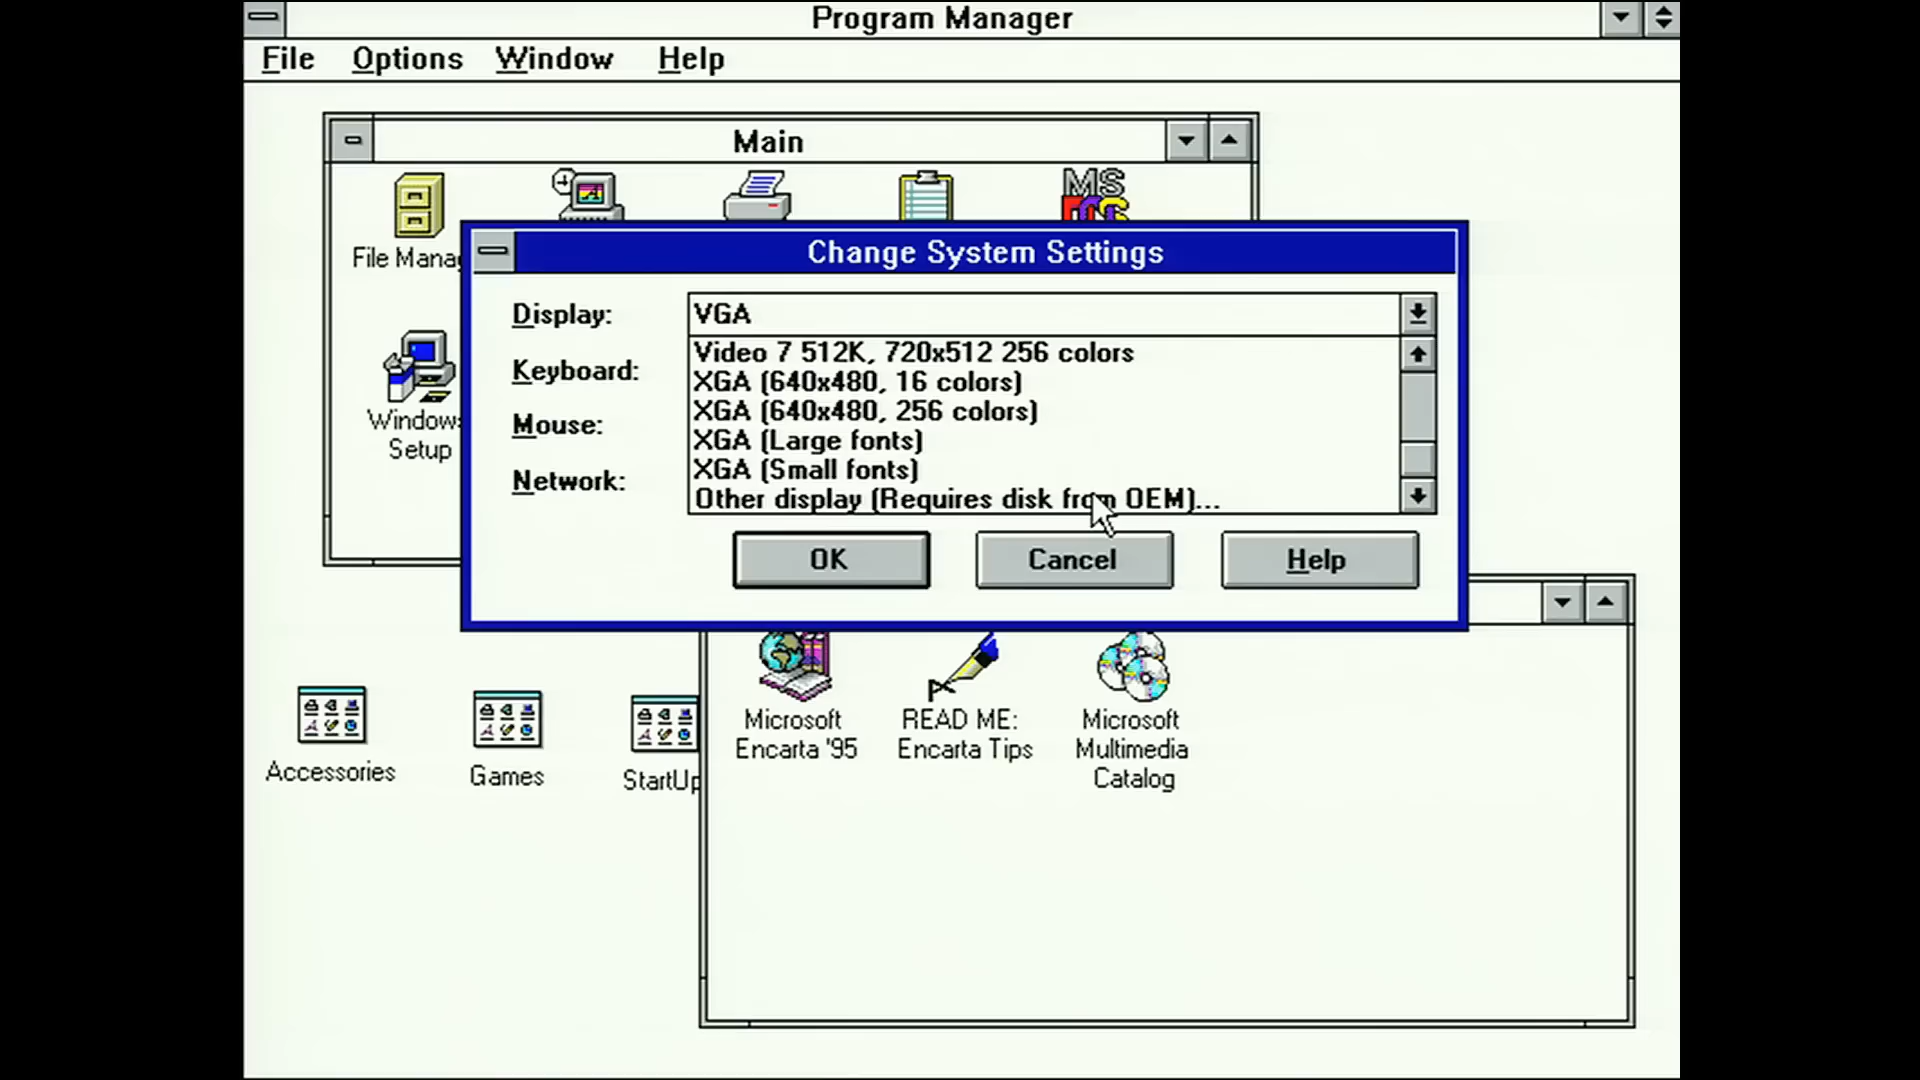 Program Manager
File Options Window Help
Main
MS
File Mana
Change System Settings
Display:
VGA
Video 7 512K, 720x512 256 colors
XGA (640x480, 16 colors)
XGA (640x480, 256 colors)
XGA (Large fonts)
XGA (Small fonts)
Other display (Requires disk from OEM)...
Keyboard:
Mouse:
Network:
OK Cancel Help
Windows
Setup
Accessories
Games
StartUp
Microsoft
Encarta '95
READ ME:
Encarta Tips
Microsoft
Multimedia
Catalog